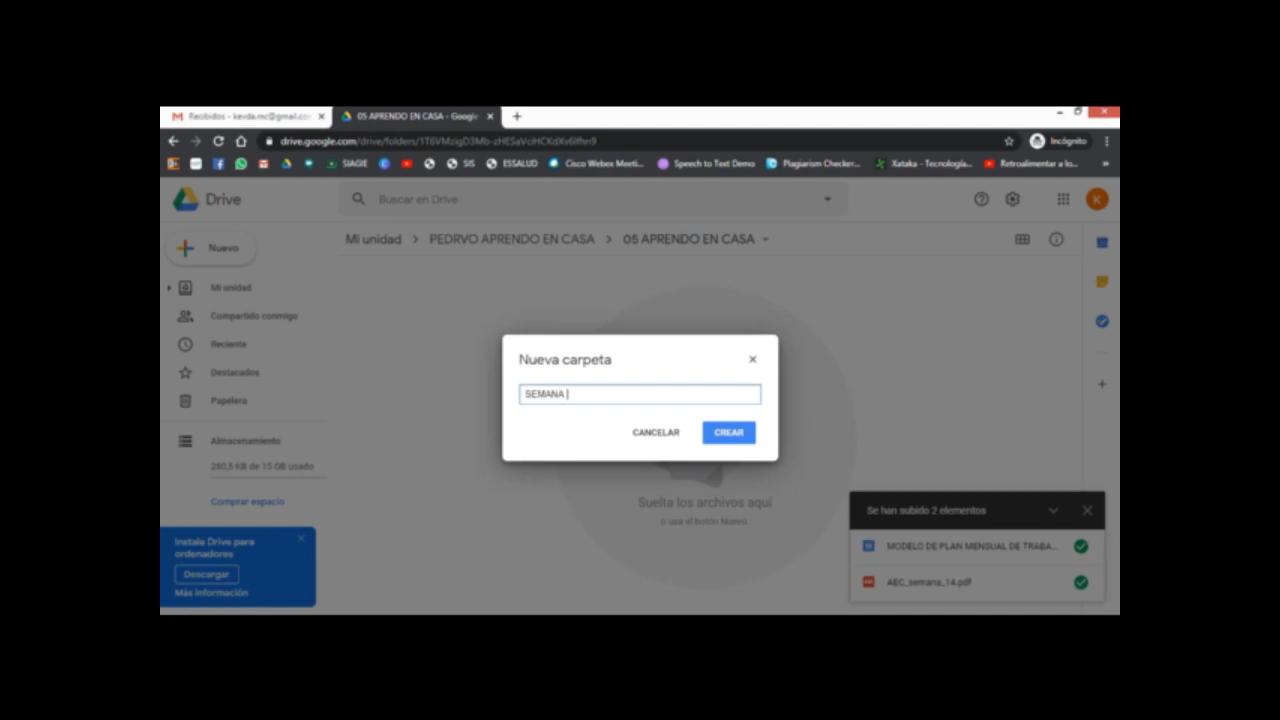 Recibidos - kevda.mc@gmail.co
05 APRENDO EN CASA - Google
drive.google.com/drive/folders/
Incógnito
SIAGIE
SIS
ESSALUD
Cisco Webex Meeti...
Speech to Text Demo
Plagiarism Checker...
Xataka - Tecnología...
Retroalimentar a lo...
Drive
Buscar en Drive
K
Nuevo
Mi unidad > PEDRVO APRENDO EN CASA > 05 APRENDO EN CASA
Mi unidad
Compartido conmigo
Reciente
Destacados
Papelera
Almacenamiento
280,5 KB de 15 GB usado
Comprar espacio
Instala Drive para
ordenadores
Descargar
Más información
Nueva carpeta
SEMANA
CANCELAR
CREAR
Suelta los archivos aquí
o usa el botón Nuevo.
Se han subido 2 elementos
MODELO DE PLAN MENSUAL DE TRABA...
AEC_semana_14.pdf